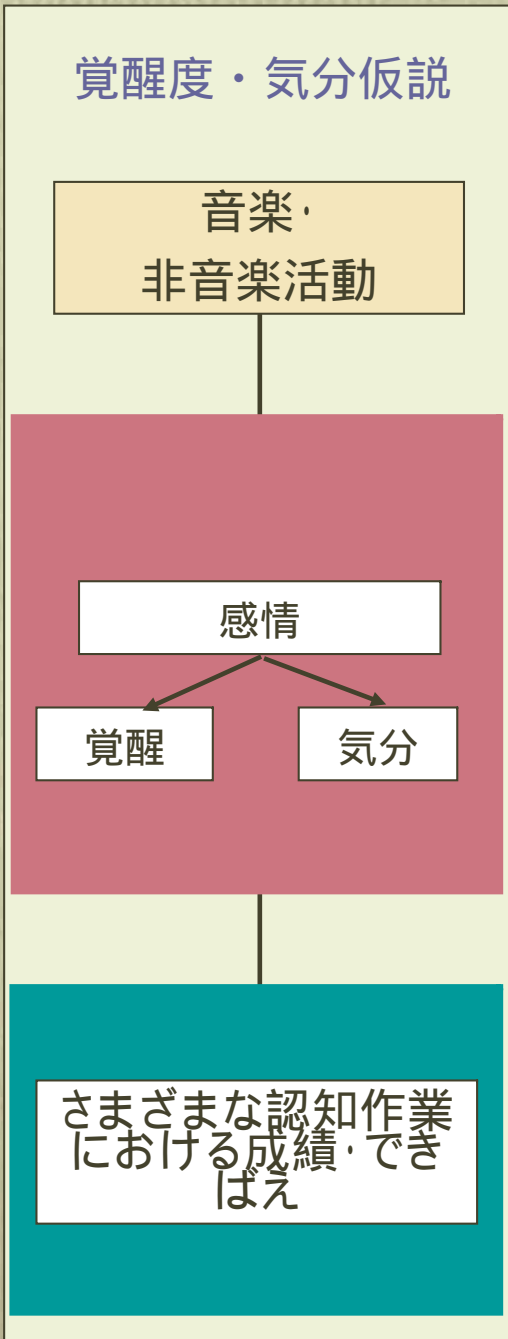 覚醒度・気分仮説
音楽・
非音楽活動
感情
覚醒
気分
さまざまな認知作業
における成績・でき
ばえ